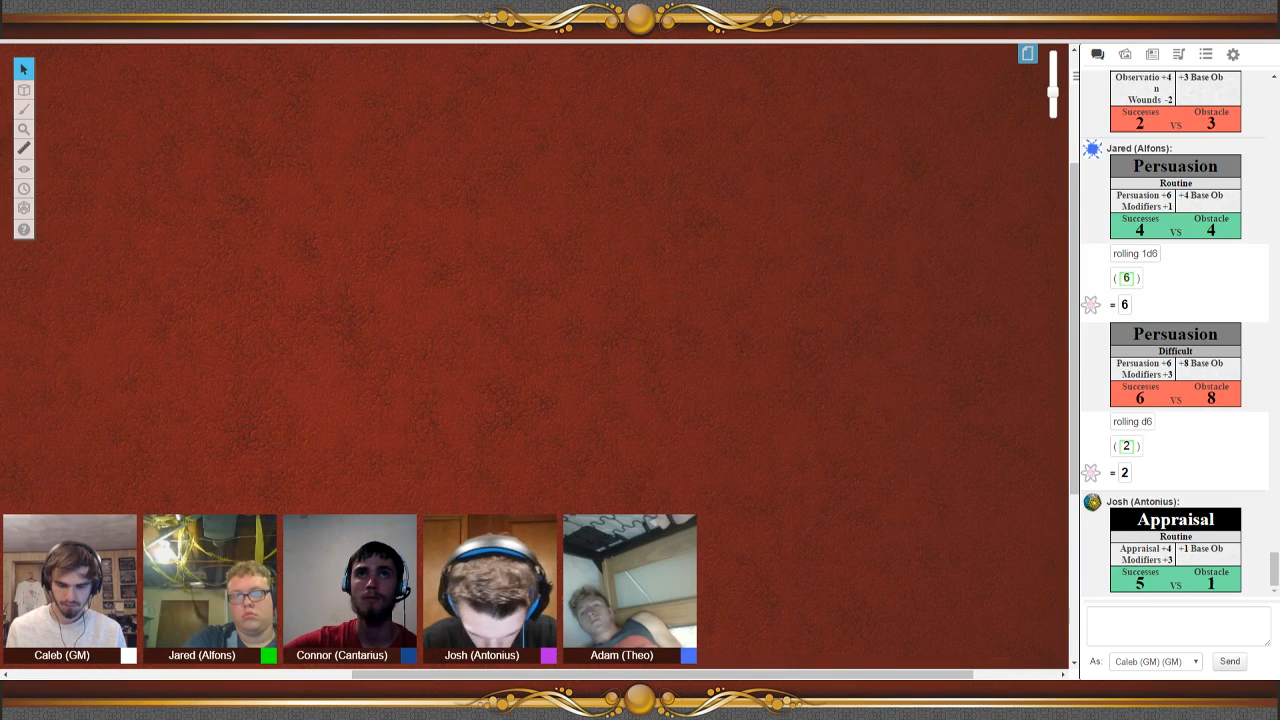 Observatio +4 +3 Base Ob
n
Wounds -2
Successes Obstacle
2 VS 3
Jared (Alfons):
Persuasion
Routine
Persuasion +6 +4 Base Ob
Modifiers +1
Successes Obstacle
4 VS 4
rolling 1d6
( 6 )
= 6
Persuasion
Difficult
Persuasion +6 +8 Base Ob
Modifiers +3
Successes Obstacle
6 VS 8
rolling d6
( 2 )
= 2
Josh (Antonius):
Appraisal
Routine
Appraisal +4 +1 Base Ob
Modifiers +3
Successes Obstacle
5 VS 1
As: Caleb (GM) (GM) Send
Caleb (GM) Jared (Alfons) Connor (Cantarius) Josh (Antonius) Adam (Theo)